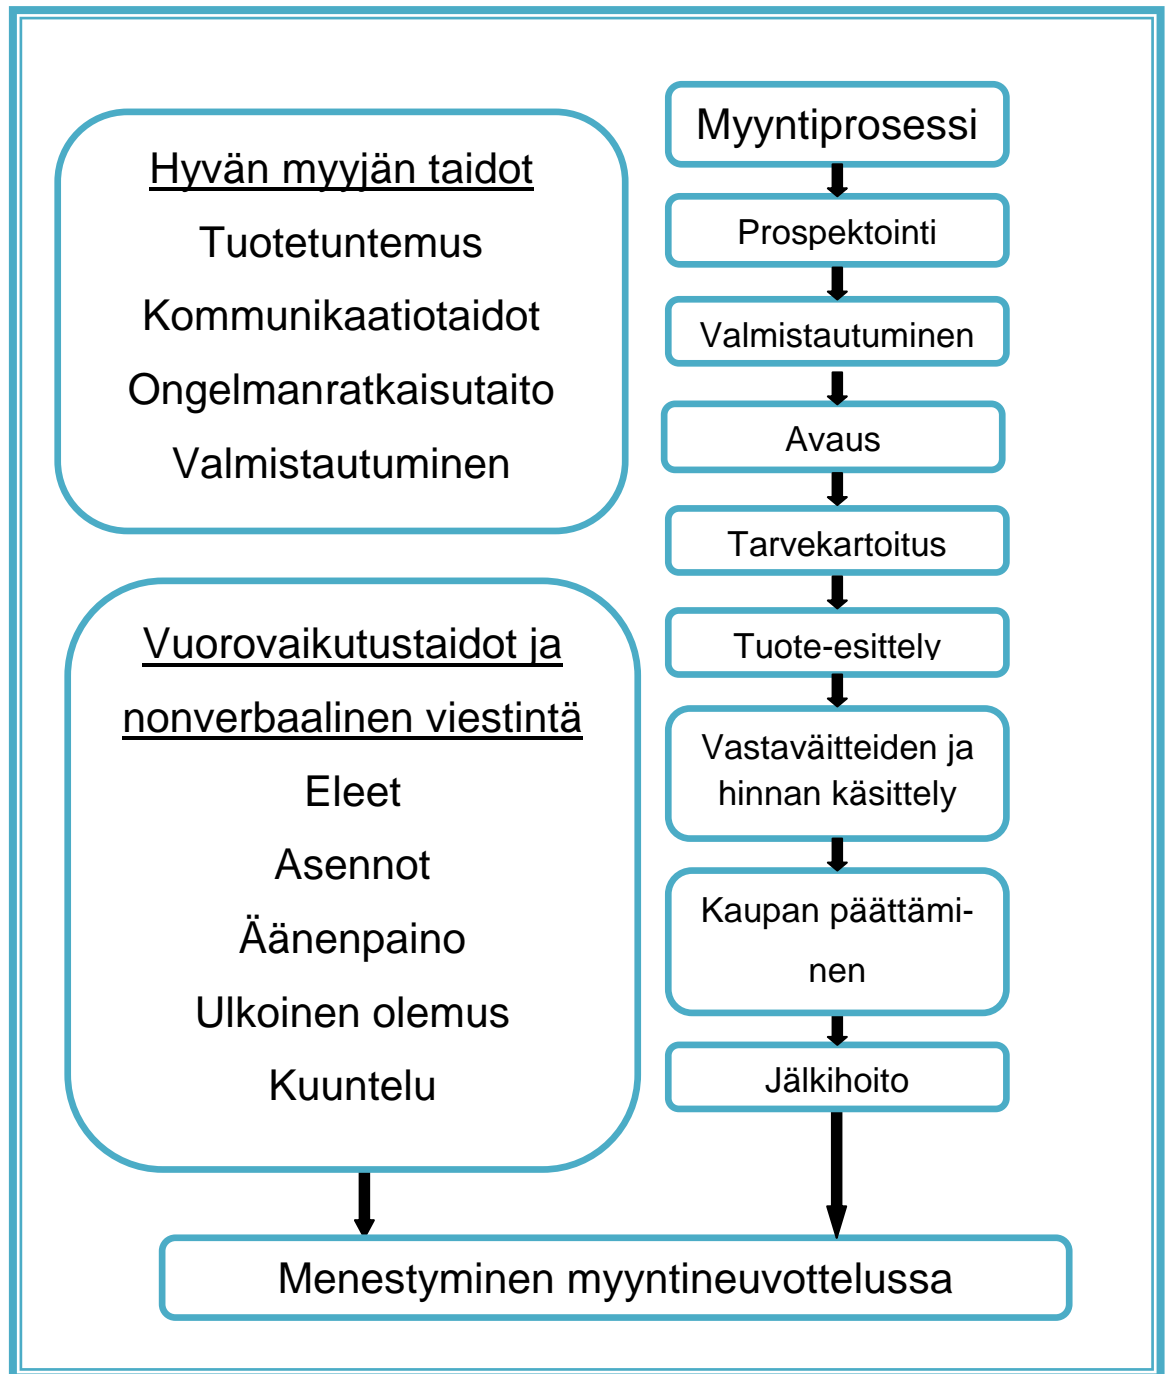 Hyvän myyjän taidot
Tuotetuntemus
Kommunikaatiotaidot
Ongelmanratkaisutaito
Valmistautuminen
Vuorovaikutustaidot ja
nonverbaalinen viestintä
Eleet
Asennot
Äänenpaino
Ulkoinen olemus
Kuuntelu
Myyntiprosessi
Prospektointi
Valmistautuminen
Avaus
Tarvekartoitus
Tuote-esittely
Vastaväitteiden ja
hinnan käsittely
Kaupan päättämi-
nen
Jälkihoito
Menestyminen myyntineuvottelussa